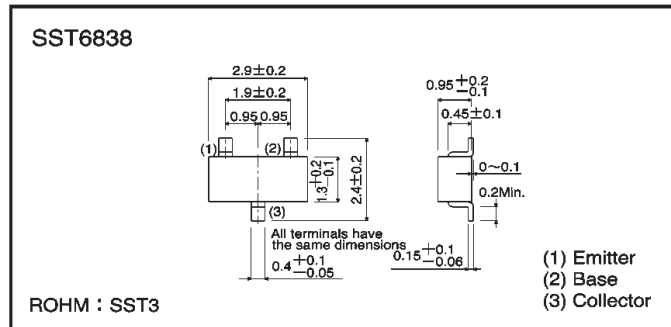 SST6838
2.9±0.2
1.9±0.2
0.95 0.95
(1)
(2)
(3)
1.3+0.2−0.1
2.4±0.2
All terminals have
the same dimensions
0.4+0.1−0.05
0.95+0.2−0.1
0.45±0.1
0~0.1
0.2Min.
0.15+0.1−0.06
(1) Emitter
(2) Base
(3) Collector
ROHM : SST3